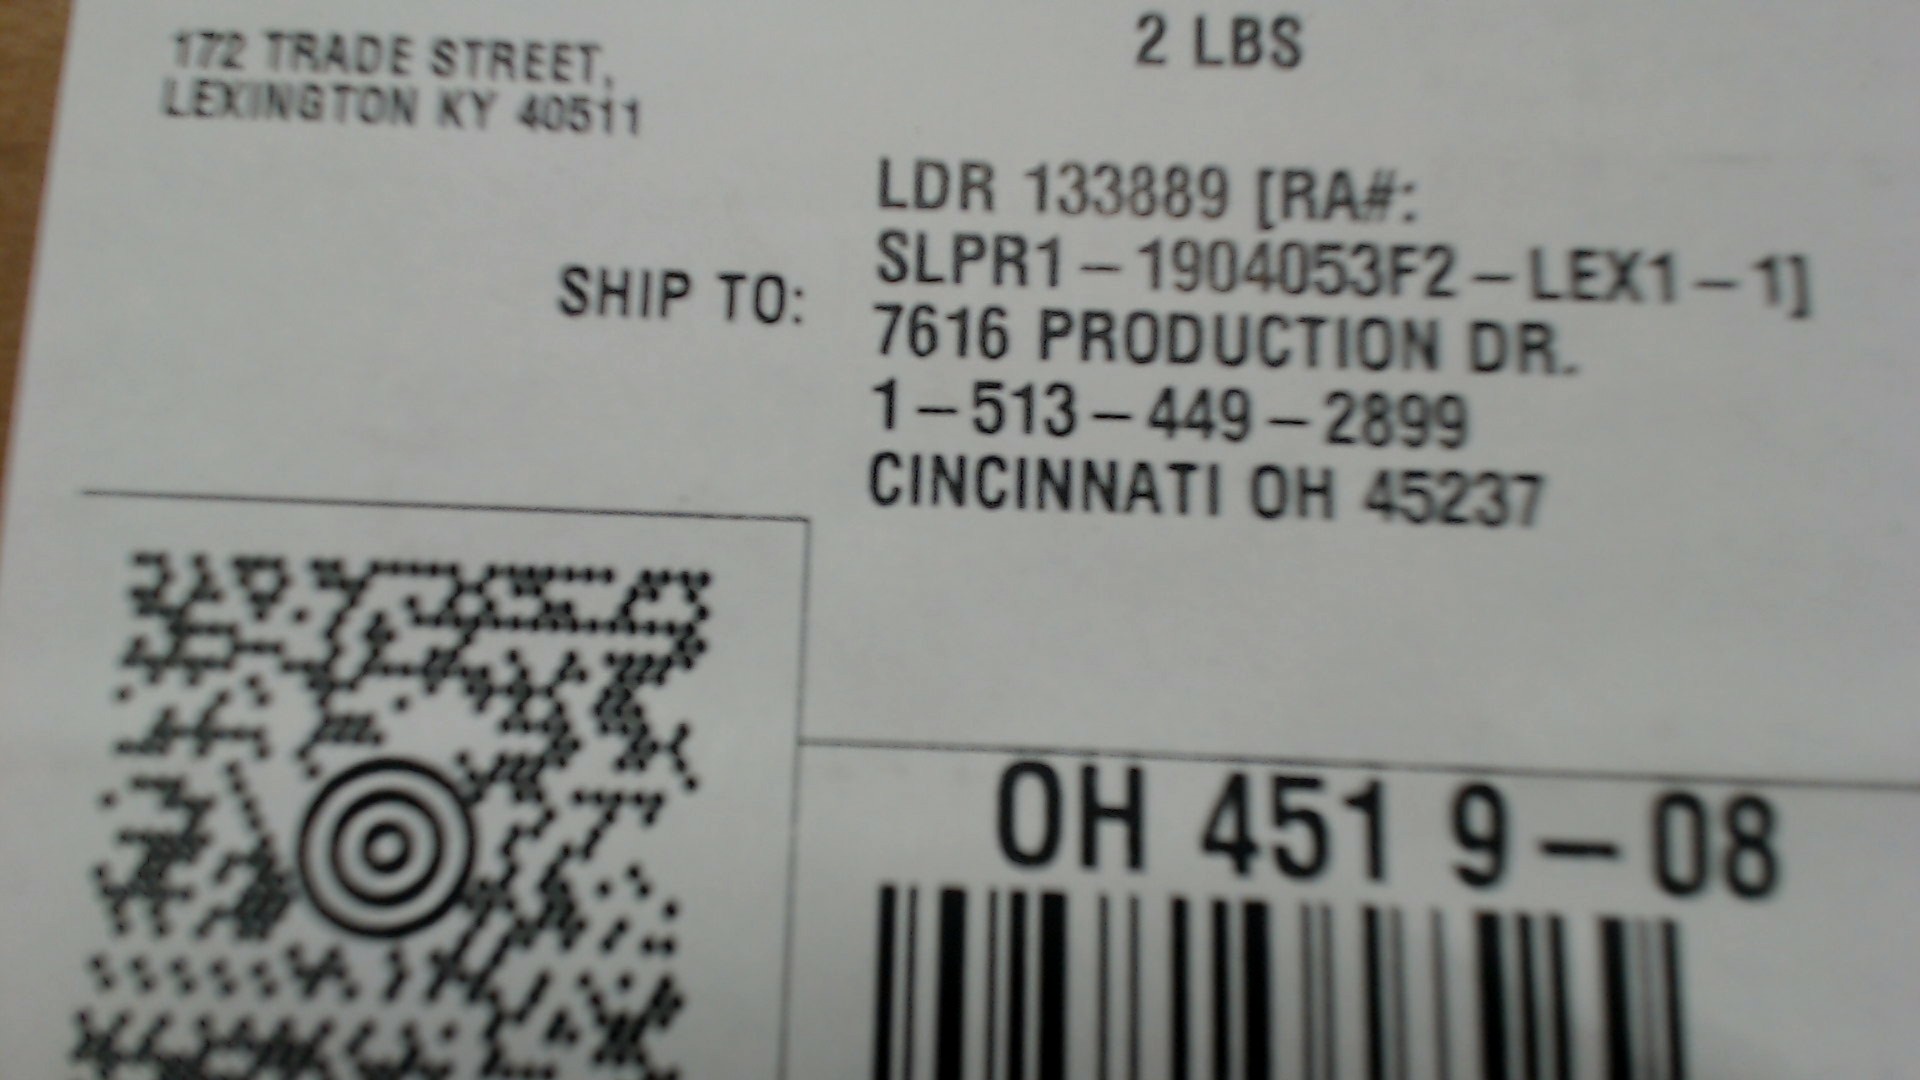 172 TRADE STREET,
LEXINGTON KY 40511
2 LBS
SHIP TO:
LDR 133889 [RA#:
SLPR1-1904053F2-LEX1-1]
7616 PRODUCTION DR.
1-513-449-2899
CINCINNATI OH 45237
OH 451 9-08